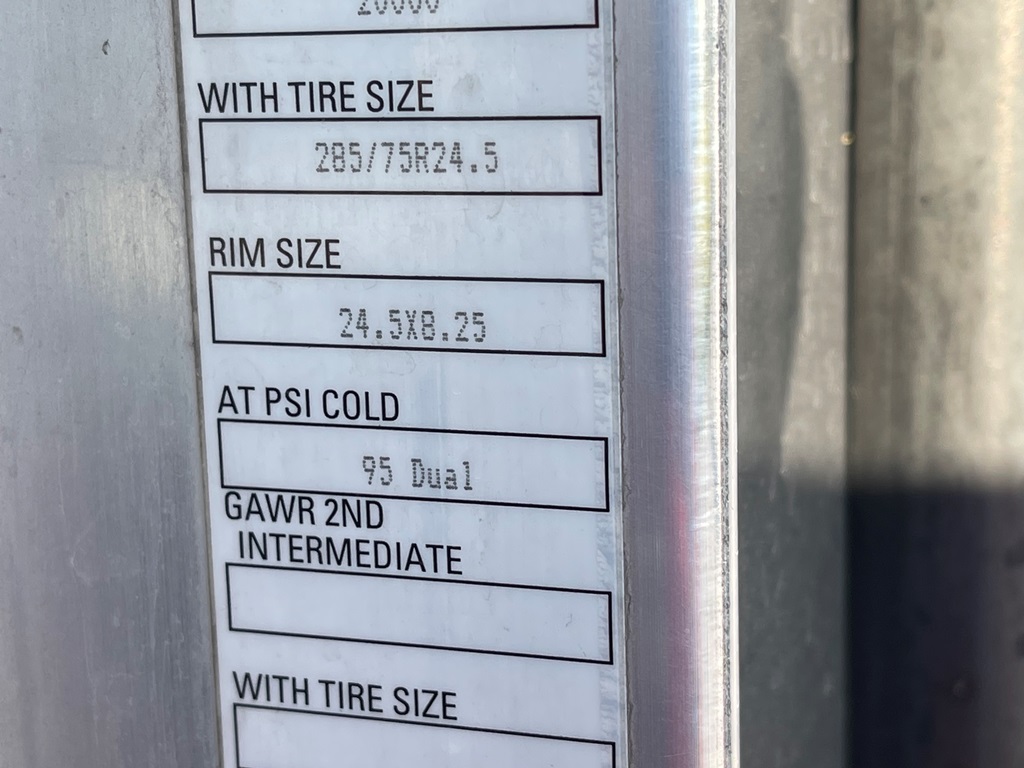 20000
WITH TIRE SIZE
285/75R24.5
RIM SIZE
24.5X8.25
AT PSI COLD
95 Dual
GAWR 2ND
INTERMEDIATE
WITH TIRE SIZE